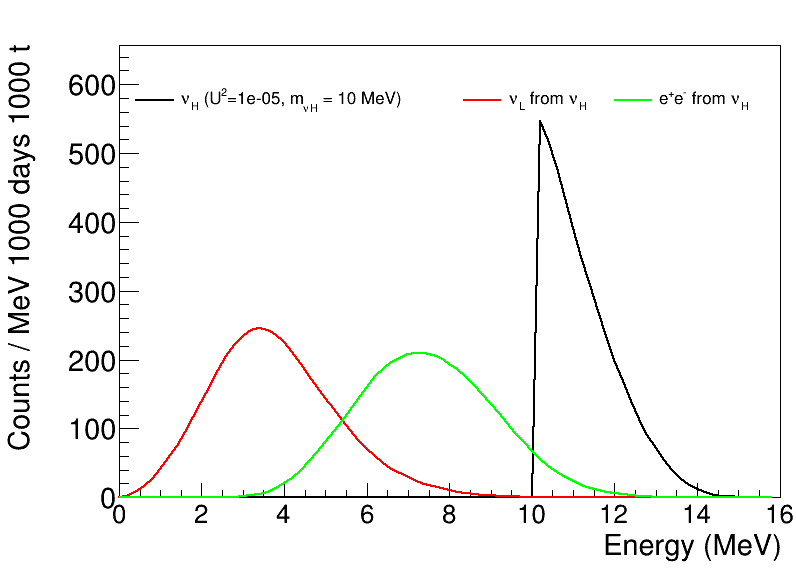 Counts / MeV 1000 days 1000 t
600
500
400
300
200
100
0
ν_H (U²=1e-05, m_νH = 10 MeV)
ν_L from ν_H
e⁺e⁻ from ν_H
0 2 4 6 8 10 12 14 16
Energy (MeV)